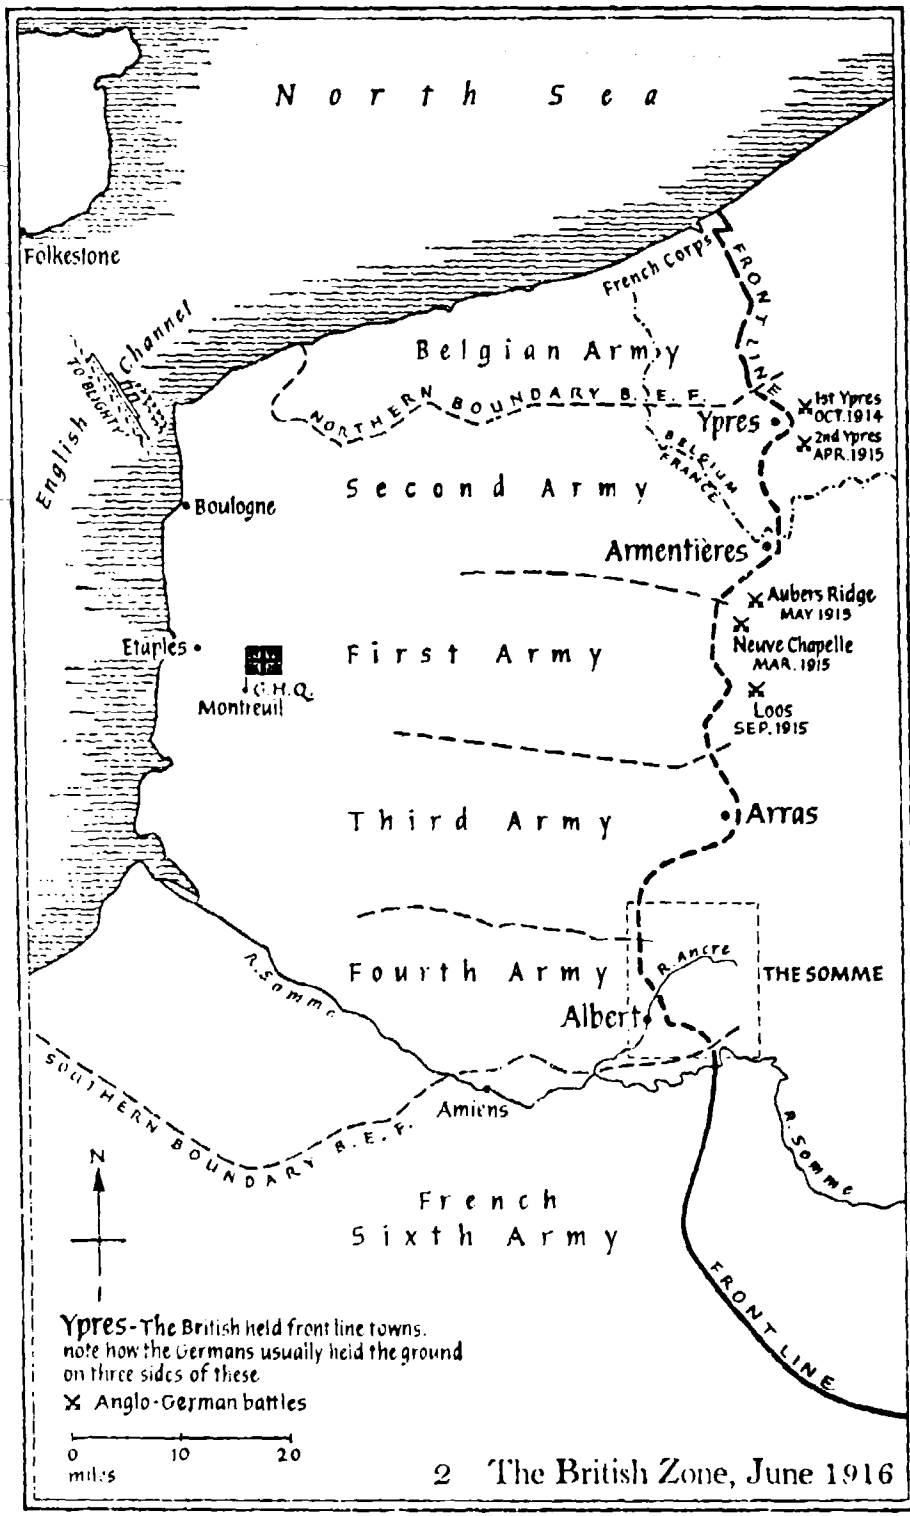 North Sea
Folkestone
French Corps
FRONT LINE
English Channel
TO BLIGHTY
Belgian Army
NORTHERN BOUNDARY B.E.F.
Ypres
1st Ypres
OCT.1914
2nd Ypres
APR.1915
BELGIUM
FRANCE
Second Army
Boulogne
Armentières
Aubers Ridge
MAY 1915
Neuve Chapelle
MAR.1915
Etaples
First Army
G.H.Q.
Montreuil
Loos
SEP.1915
Third Army
Arras
R. Somme
Fourth Army
R. Ancre
THE SOMME
Albert
SOUTHERN BOUNDARY B.E.F.
Amiens
R. Somme
N
French
Sixth Army
FRONT LINE
Ypres-The British held front line towns.
note how the Germans usually held the ground
on three sides of these
Anglo-German battles
0 10 20
miles
2 The British Zone, June 1916